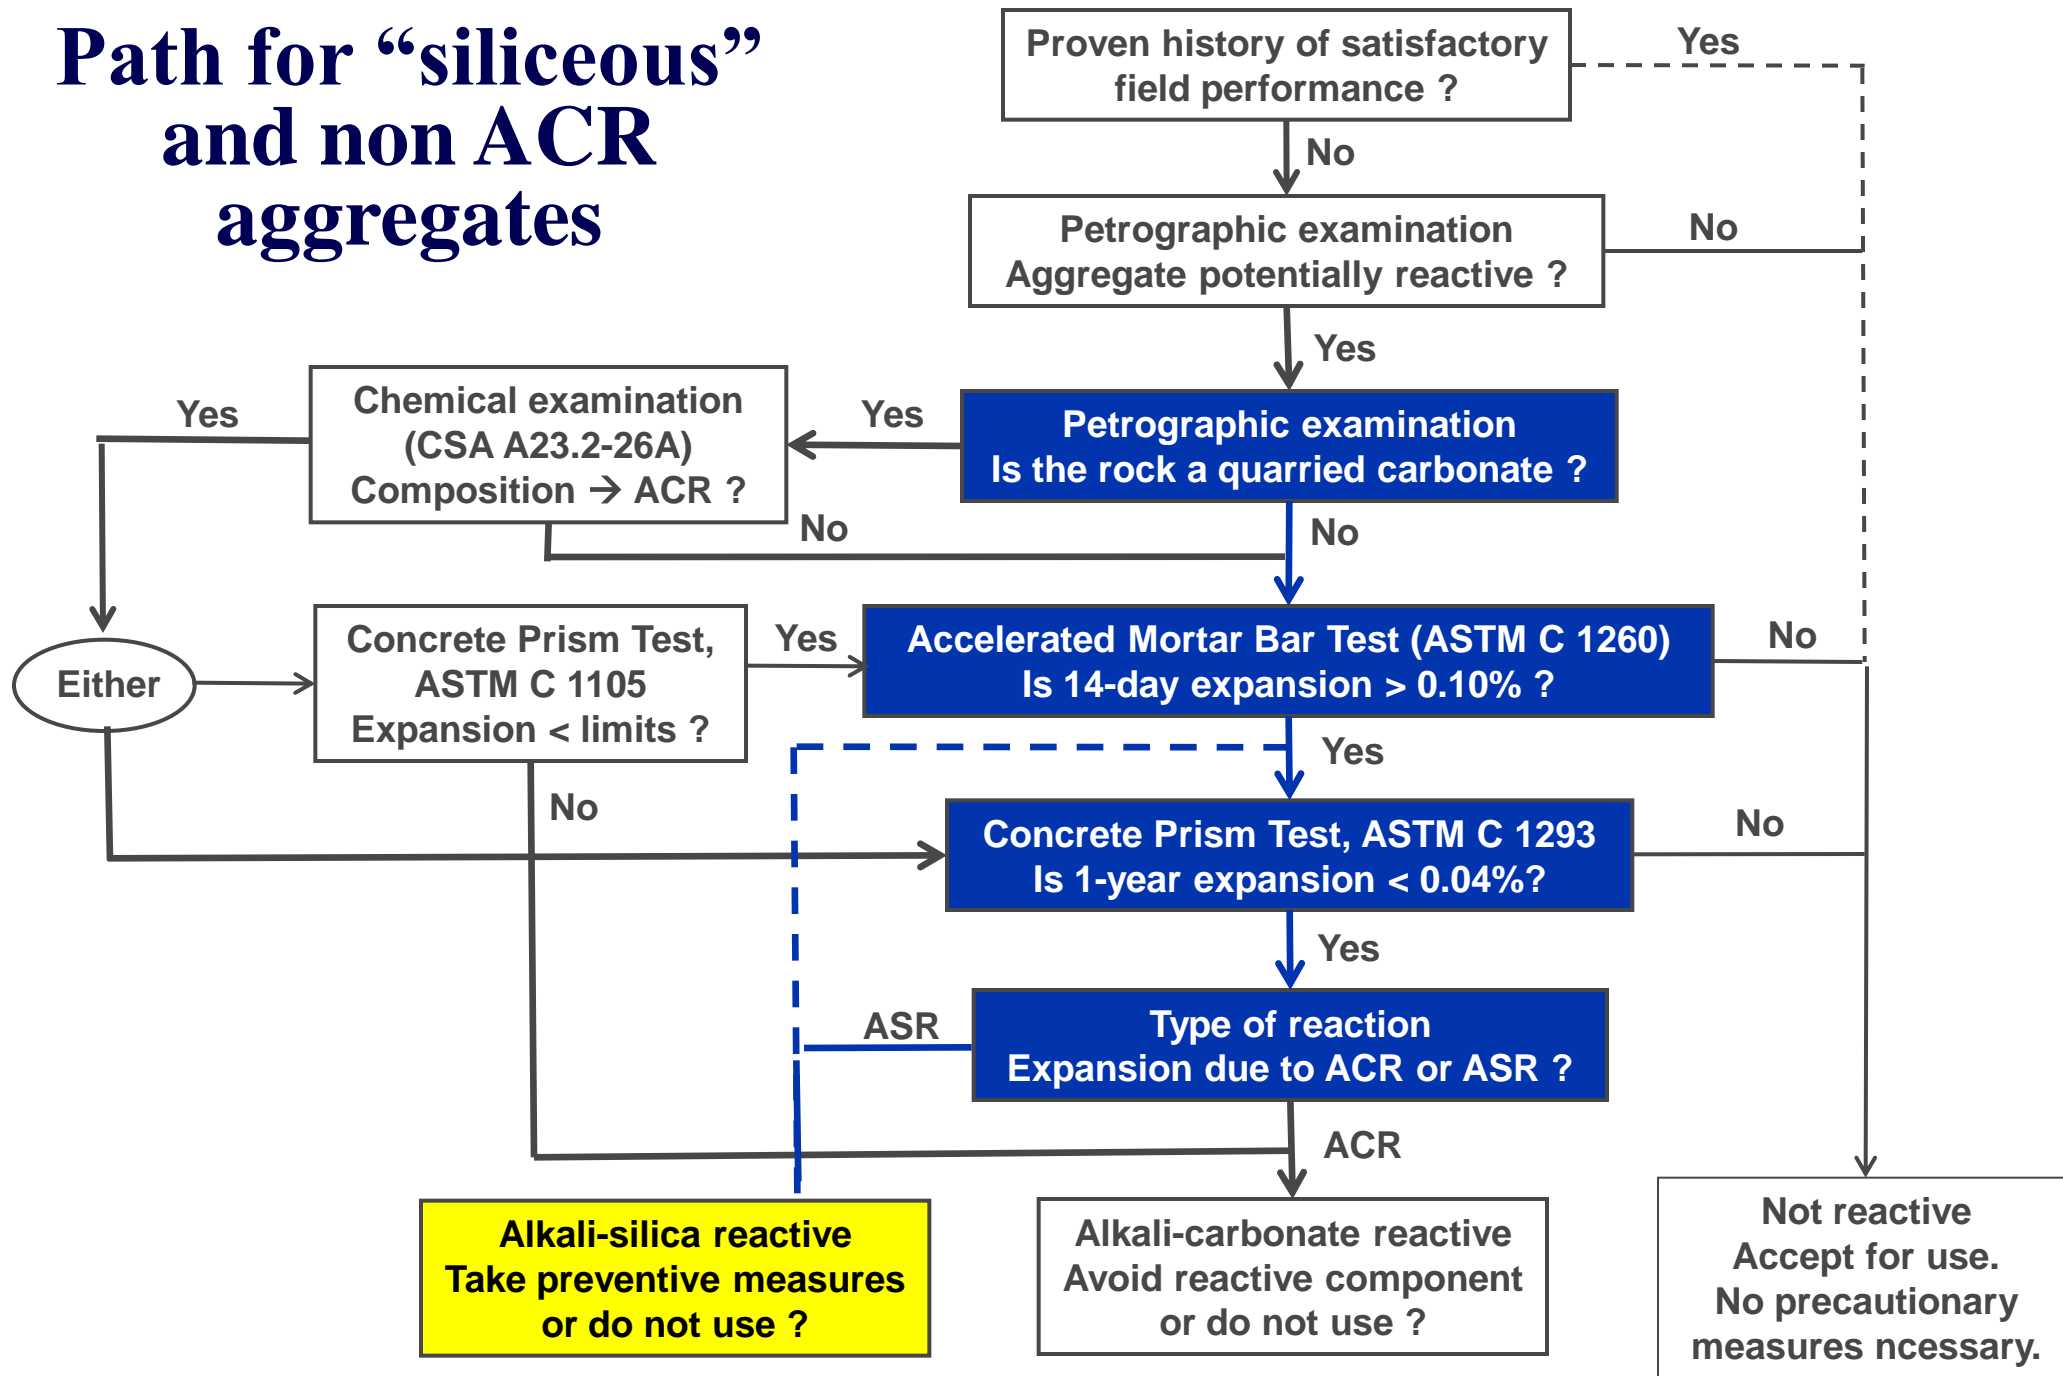 Path for “siliceous”
and non ACR
aggregates
Proven history of satisfactory
field performance ?
Yes
No
Petrographic examination
Aggregate potentially reactive ?
No
Yes
Petrographic examination
Is the rock a quarried carbonate ?
Yes
Chemical examination
(CSA A23.2-26A)
Composition → ACR ?
Yes
No
No
Either
Concrete Prism Test,
ASTM C 1105
Expansion < limits ?
Yes
Accelerated Mortar Bar Test (ASTM C 1260)
Is 14-day expansion > 0.10% ?
No
Yes
No
Concrete Prism Test, ASTM C 1293
Is 1-year expansion < 0.04%?
No
Yes
Type of reaction
Expansion due to ACR or ASR ?
ASR
ACR
Alkali-silica reactive
Take preventive measures
or do not use ?
Alkali-carbonate reactive
Avoid reactive component
or do not use ?
Not reactive
Accept for use.
No precautionary
measures ncessary.